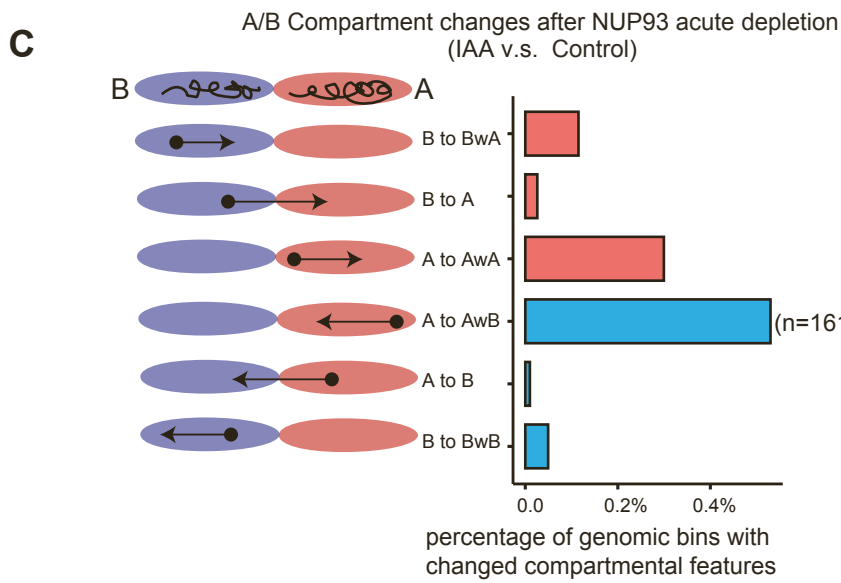 C
A/B Compartment changes after NUP93 acute depletion
(IAA v.s. Control)
B A
B to BwA
B to A
A to AwA
A to AwB
(n=161
A to B
B to BwB
0.0 0.2% 0.4%
percentage of genomic bins with
changed compartmental features